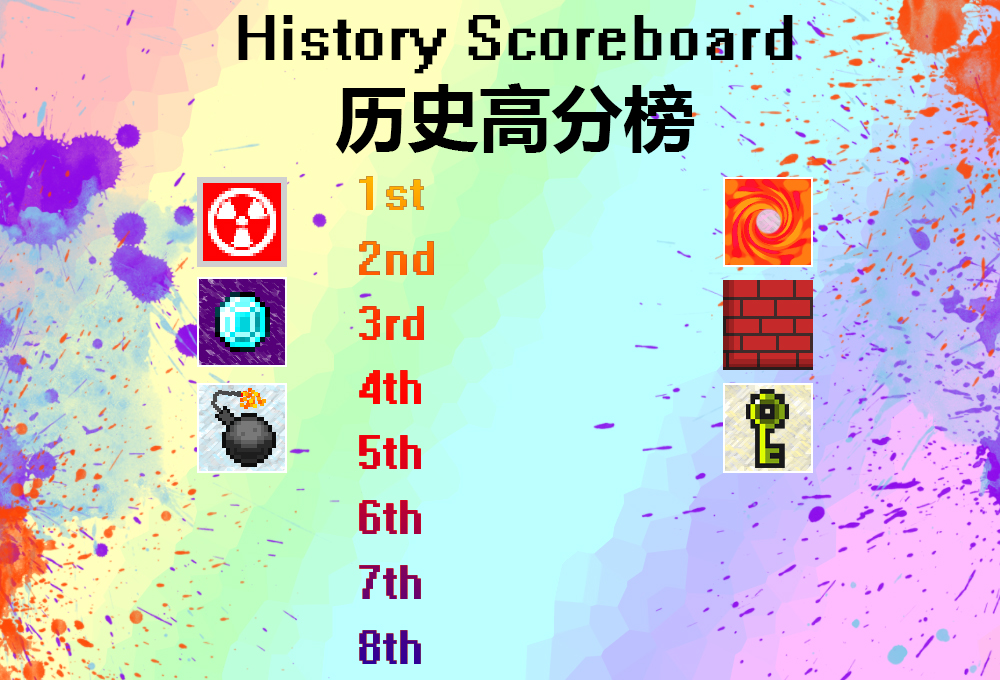 History Scoreboard
历史高分榜
1st
2nd
3rd
4th
5th
6th
7th
8th